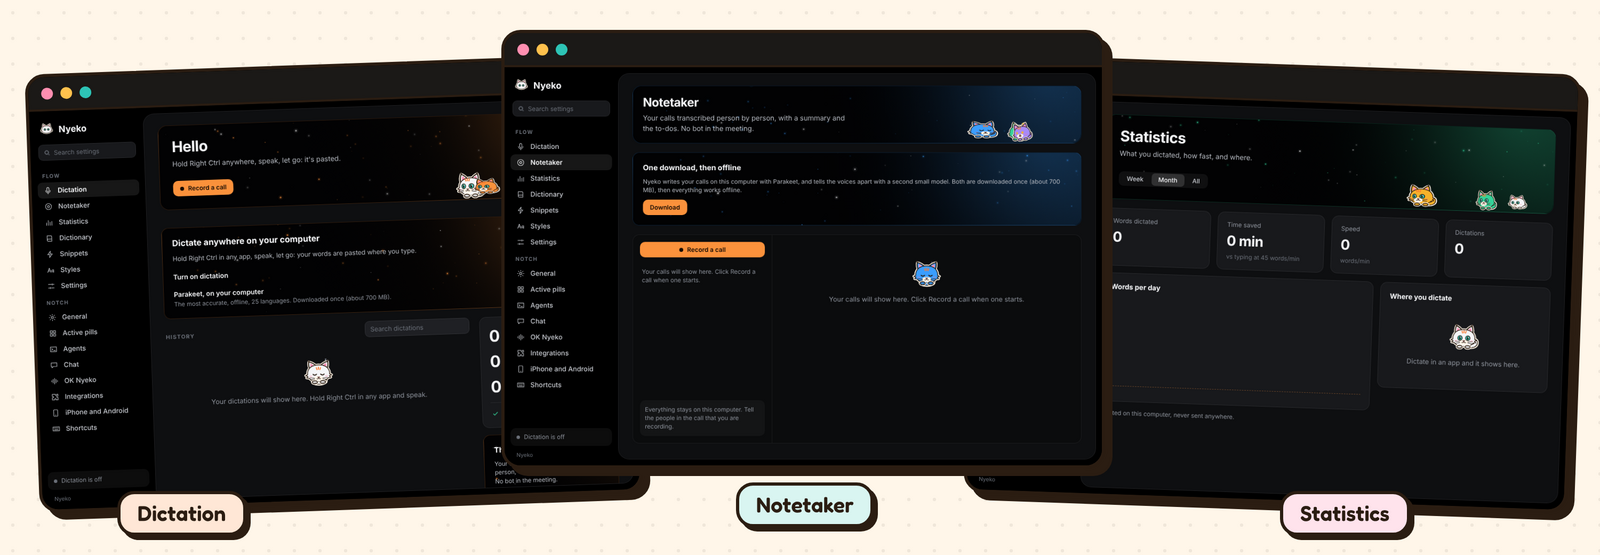 Nyeko
Search settings
FLOW
Dictation
Notetaker
Statistics
Dictionary
Snippets
Styles
Settings
NOTCH
General
Active pills
Agents
Chat
OK Nyeko
Integrations
iPhone and Android
Shortcuts
Dictation is off
Nyeko
Hello
Hold Right Ctrl anywhere, speak, let go: it's pasted.
Record a call
Dictate anywhere on your computer
Hold Right Ctrl in any app, speak, let go: your words are pasted where you type.
Turn on dictation
Parakeet, on your computer
The most accurate, offline, 25 languages. Downloaded once (about 700 MB).
HISTORY
Search dictations
Your dictations will show here. Hold Right Ctrl in any app and speak.
0
0
0
No bot in the meeting.
Dictation
Nyeko
Search settings
FLOW
Dictation
Notetaker
Statistics
Dictionary
Snippets
Aa Styles
Settings
NOTCH
General
Active pills
Agents
Chat
OK Nyeko
Integrations
iPhone and Android
Shortcuts
Dictation is off
Nyeko
Notetaker
Your calls transcribed person by person, with a summary and
the to-dos. No bot in the meeting.
One download, then offline
Nyeko writes your calls on this computer with Parakeet, and tells the voices apart with a second small model. Both are downloaded once (about 700
MB), then everything works offline.
Download
Record a call
Your calls will show here. Click Record a
call when one starts.
Your calls will show here. Click Record a call when one starts.
Everything stays on this computer. Tell
the people in the call that you are
recording.
Notetaker
Statistics
What you dictated, how fast, and where.
Week Month All
Words dictated
0
Time saved
0 min
vs typing at 45 words/min
Speed
0
words/min
Dictations
0
Words per day
Where you dictate
Dictate in an app and it shows here.
on this computer, never sent anywhere.
Nyeko
Statistics